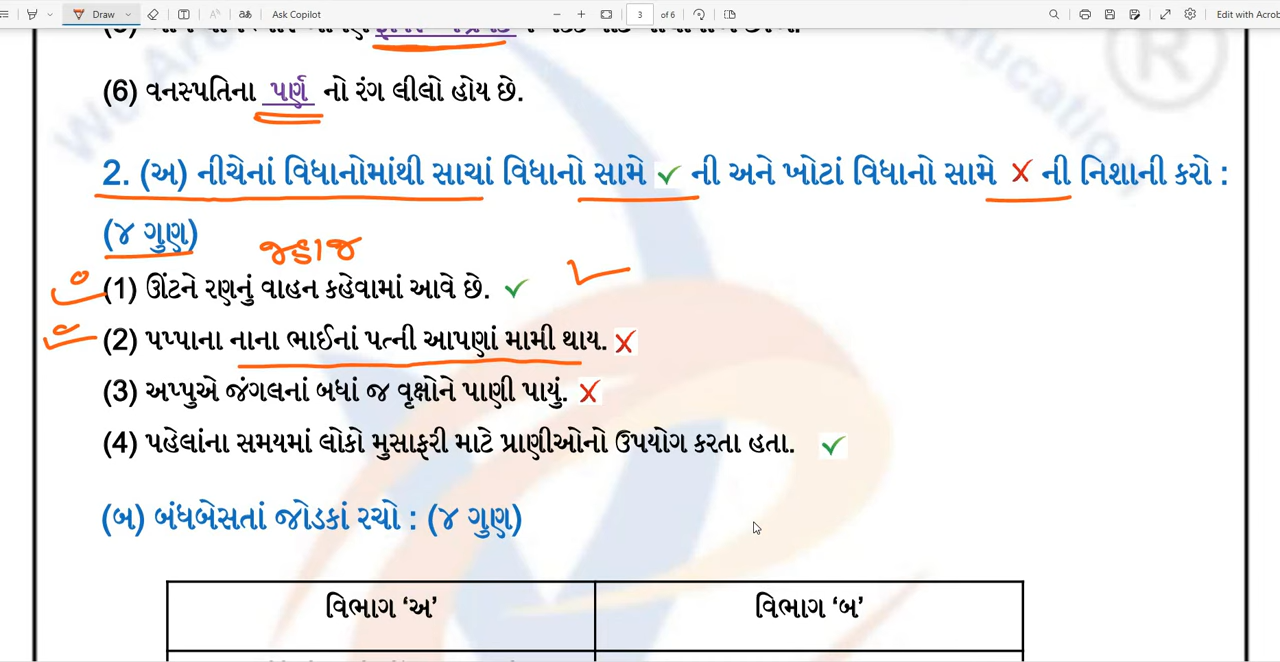 Draw
Ask Copilot
3 of 6
Edit with Acrob
(6) વનસ્પતિના પર્ણ નો રંગ લીલો હોય છે.
2. (અ) નીચેનાં વિધાનોમાંથી સાચાં વિધાનો સામે ✓ ની અને ખોટાં વિધાનો સામે ✗ ની નિશાની કરો :
(૪ ગુણ)
જહાજ
(1) ઊંટને રણનું વાહન કહેવામાં આવે છે. ✓
(2) પપ્પાના નાના ભાઈનાં પત્ની આપણાં મામી થાય. ✗
(3) અપ્પુએ જંગલનાં બધાં જ વૃક્ષોને પાણી પાયું. ✗
(4) પહેલાંના સમયમાં લોકો મુસાફરી માટે પ્રાણીઓનો ઉપયોગ કરતા હતા. ✓
(બ) બંધબેસતાં જોડકાં રચો : (૪ ગુણ)
વિભાગ ‘અ’ વિભાગ ‘બ’